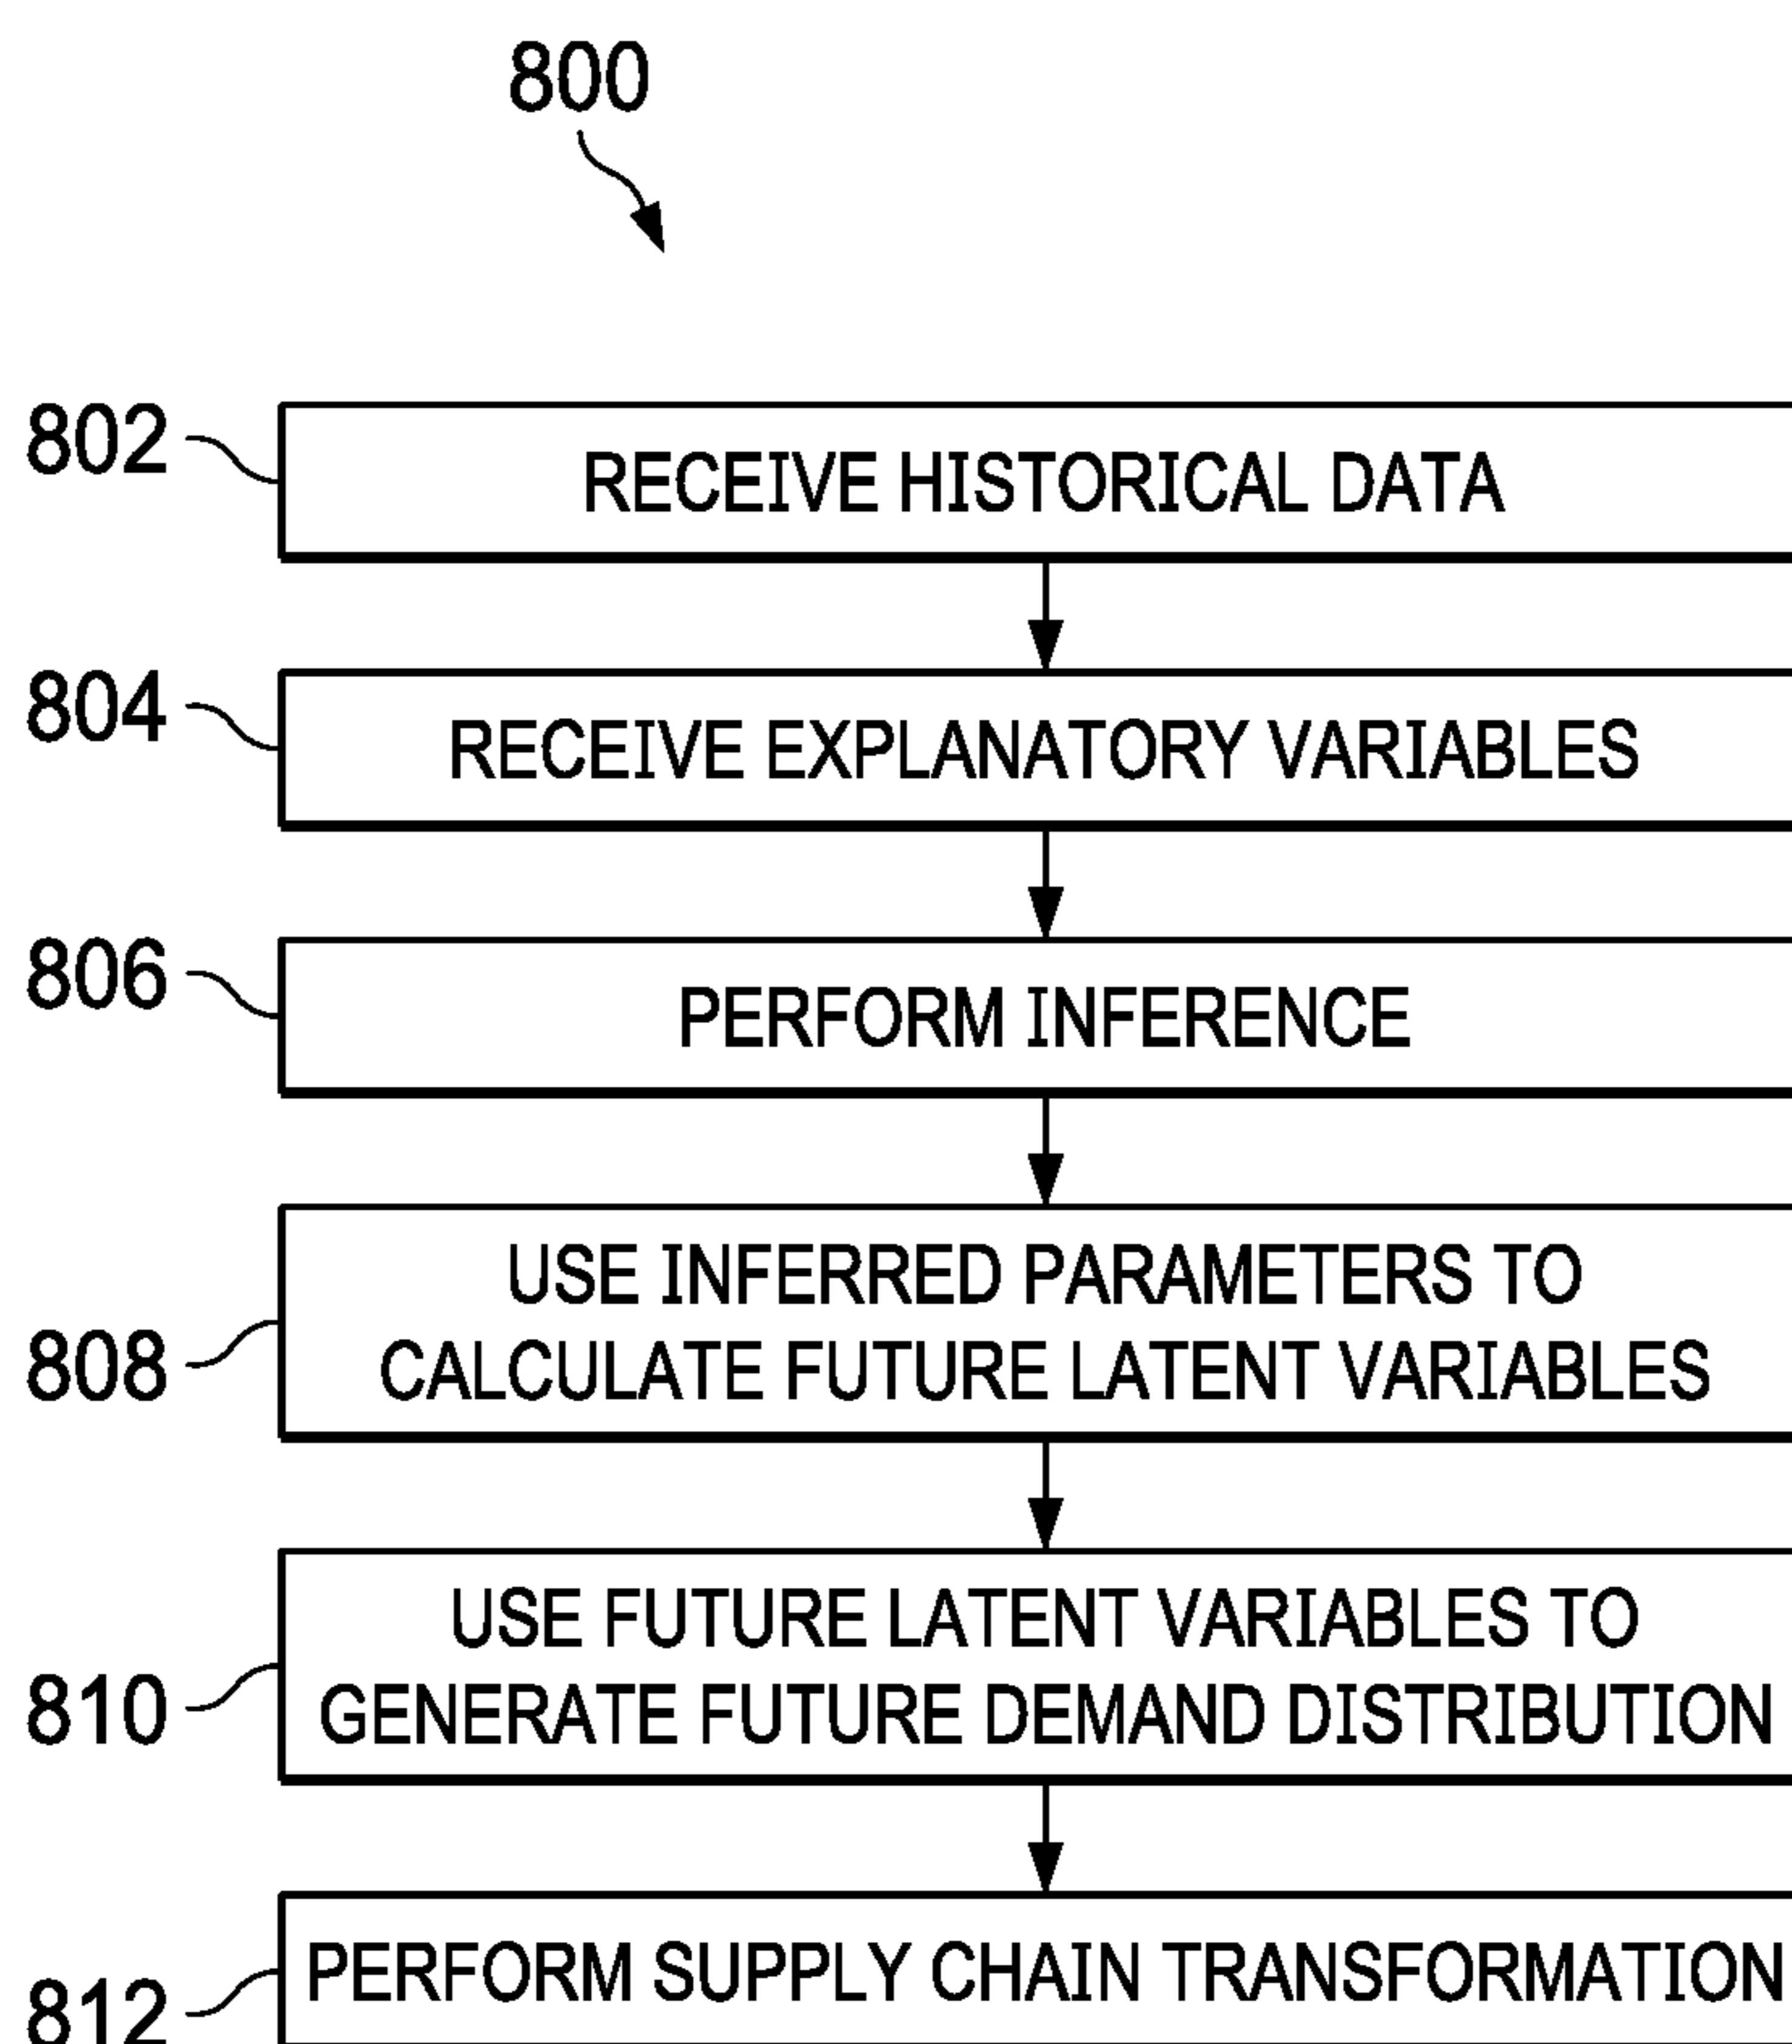 800
802
RECEIVE HISTORICAL DATA
804
RECEIVE EXPLANATORY VARIABLES
806
PERFORM INFERENCE
808
USE INFERRED PARAMETERS TO
CALCULATE FUTURE LATENT VARIABLES
810
USE FUTURE LATENT VARIABLES TO
GENERATE FUTURE DEMAND DISTRIBUTION
812
PERFORM SUPPLY CHAIN TRANSFORMATION